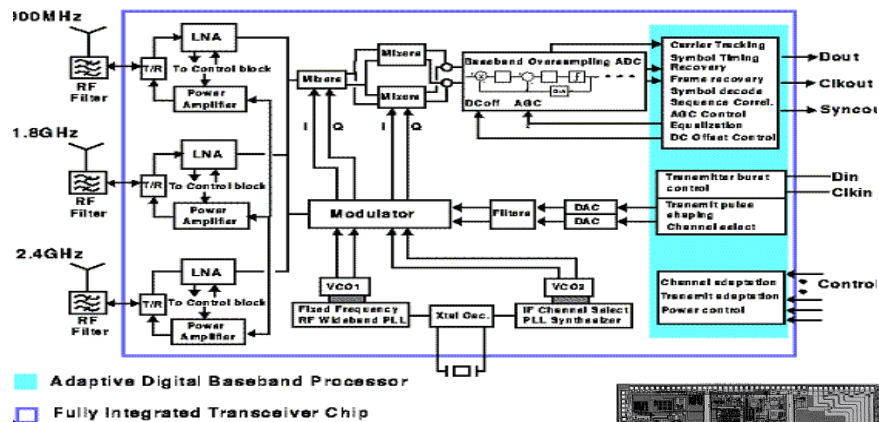 900MHz
LNA
T/R
To Control block
RF
Filter
Power
Amplifier
1.8GHz
LNA
T/R
To Control block
RF
Filter
Power
Amplifier
2.4GHz
LNA
T/R
To Control block
RF
Filter
Power
Amplifier
Mixers
Mixers
Mixers
I
Q
I
Q
Baseband Oversampling ADC
DCoff
AGC
Carrier Tracking
Symbol Timing
Recovery
Frame recovery
Symbol decode
Sequence Correl.
AGC Control
Equalization
DC Offset Control
Dout
Clkout
Syncou
Modulator
Filters
DAC
DAC
Transmitter burst
control
Transmit pulse
shaping
Channel select
Din
Clkin
VCO1
Fixed Frequency
RF Wideband PLL
Xtal Osc.
VCO2
IF Channel Select
PLL Synthesizer
Channel adaptation
Transmit adaptation
Power control
Control
Adaptive Digital Baseband Processor
Fully Integrated Transceiver Chip